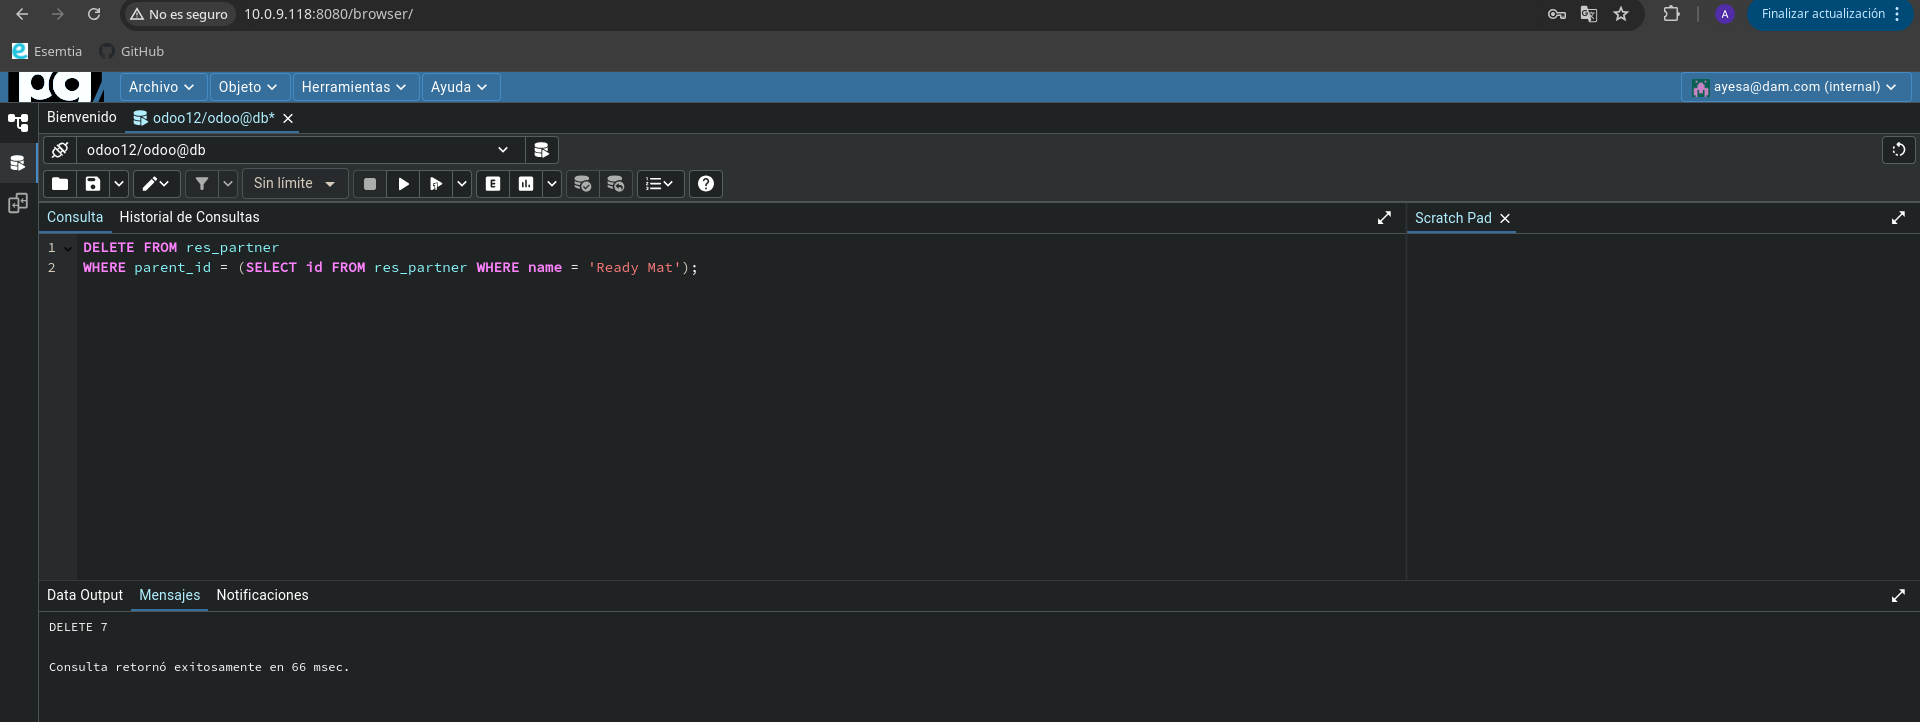 No es seguro 10.0.9.118:8080/browser/ A Finalizar actualización
Esemtia GitHub
Archivo Objeto Herramientas Ayuda ayesa@dam.com (internal)
Bienvenido odoo12/odoo@db*
odoo12/odoo@db
Sin límite E
Consulta Historial de Consultas Scratch Pad
1 DELETE FROM res_partner
2 WHERE parent_id = (SELECT id FROM res_partner WHERE name = 'Ready Mat');
Data Output Mensajes Notificaciones
DELETE 7
Consulta retornó exitosamente en 66 msec.